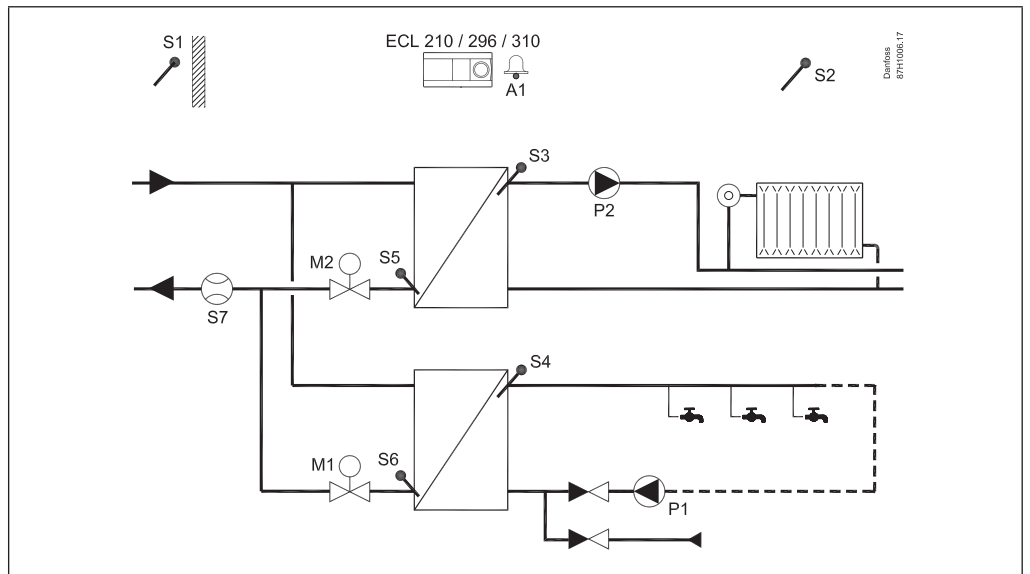 S1
ECL 210 / 296 / 310
A1
S2
Danfoss
87H1006.17
S3
P2
M2
S5
S7
S4
M1
S6
P1